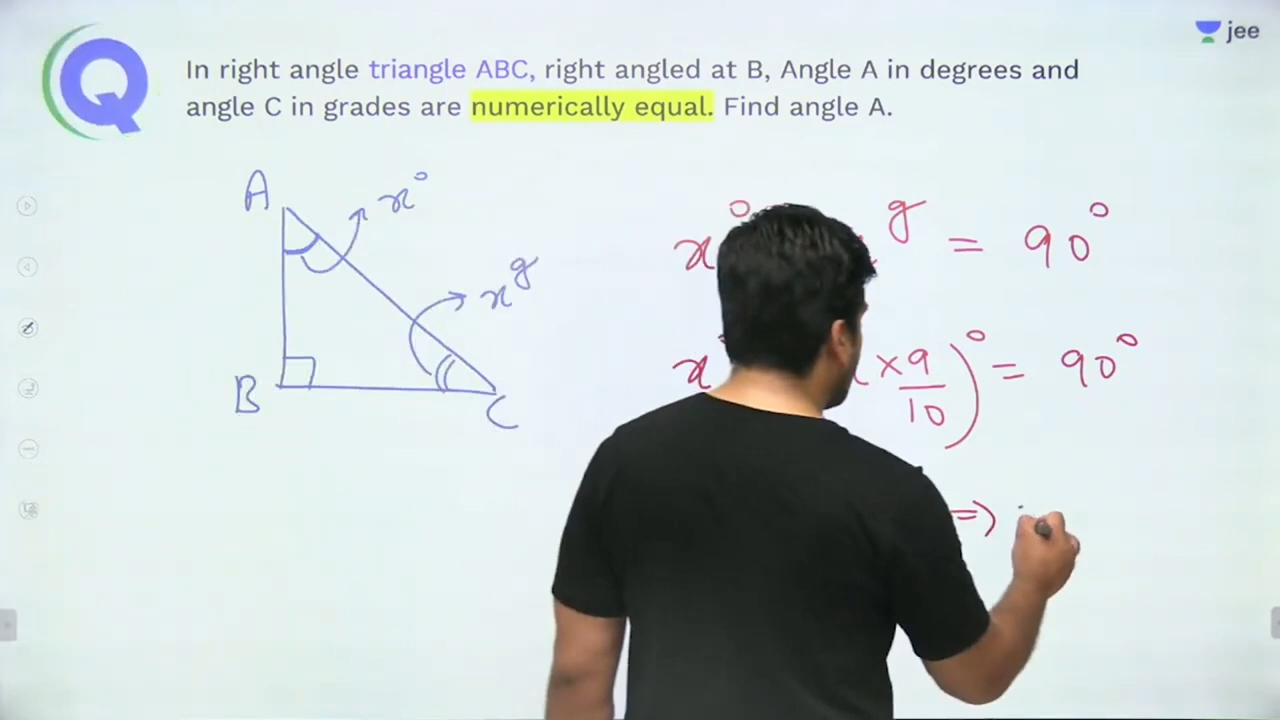 jee
In right angle triangle ABC, right angled at B, Angle A in degrees and
angle C in grades are numerically equal. Find angle A.
A
x°
x^g
B
C
x° g = 90°
x × 9/10)° = 90°
=>